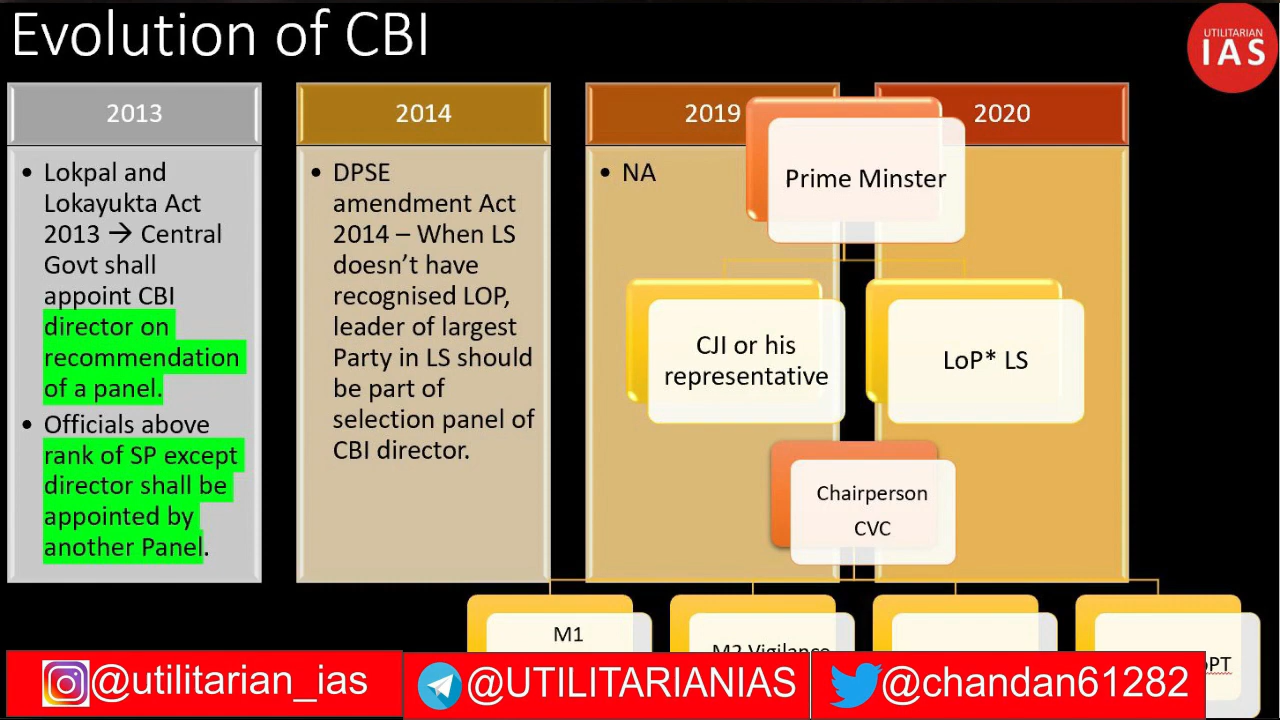 Evolution of CBI
UTILITARIAN
IAS
2013
• Lokpal and
Lokayukta Act
2013 → Central
Govt shall
appoint CBI
director on
recommendation
of a panel.
• Officials above
rank of SP except
director shall be
appointed by
another Panel.
2014
• DPSE
amendment Act
2014 – When LS
doesn't have
recognised LOP,
leader of largest
Party in LS should
be part of
selection panel of
CBI director.
2019
• NA
2020
Prime Minster
CJI or his
representative
LoP* LS
Chairperson
CVC
M1
M2 Vigilance
@utilitarian_ias
@UTILITARIANIAS
@chandan61282